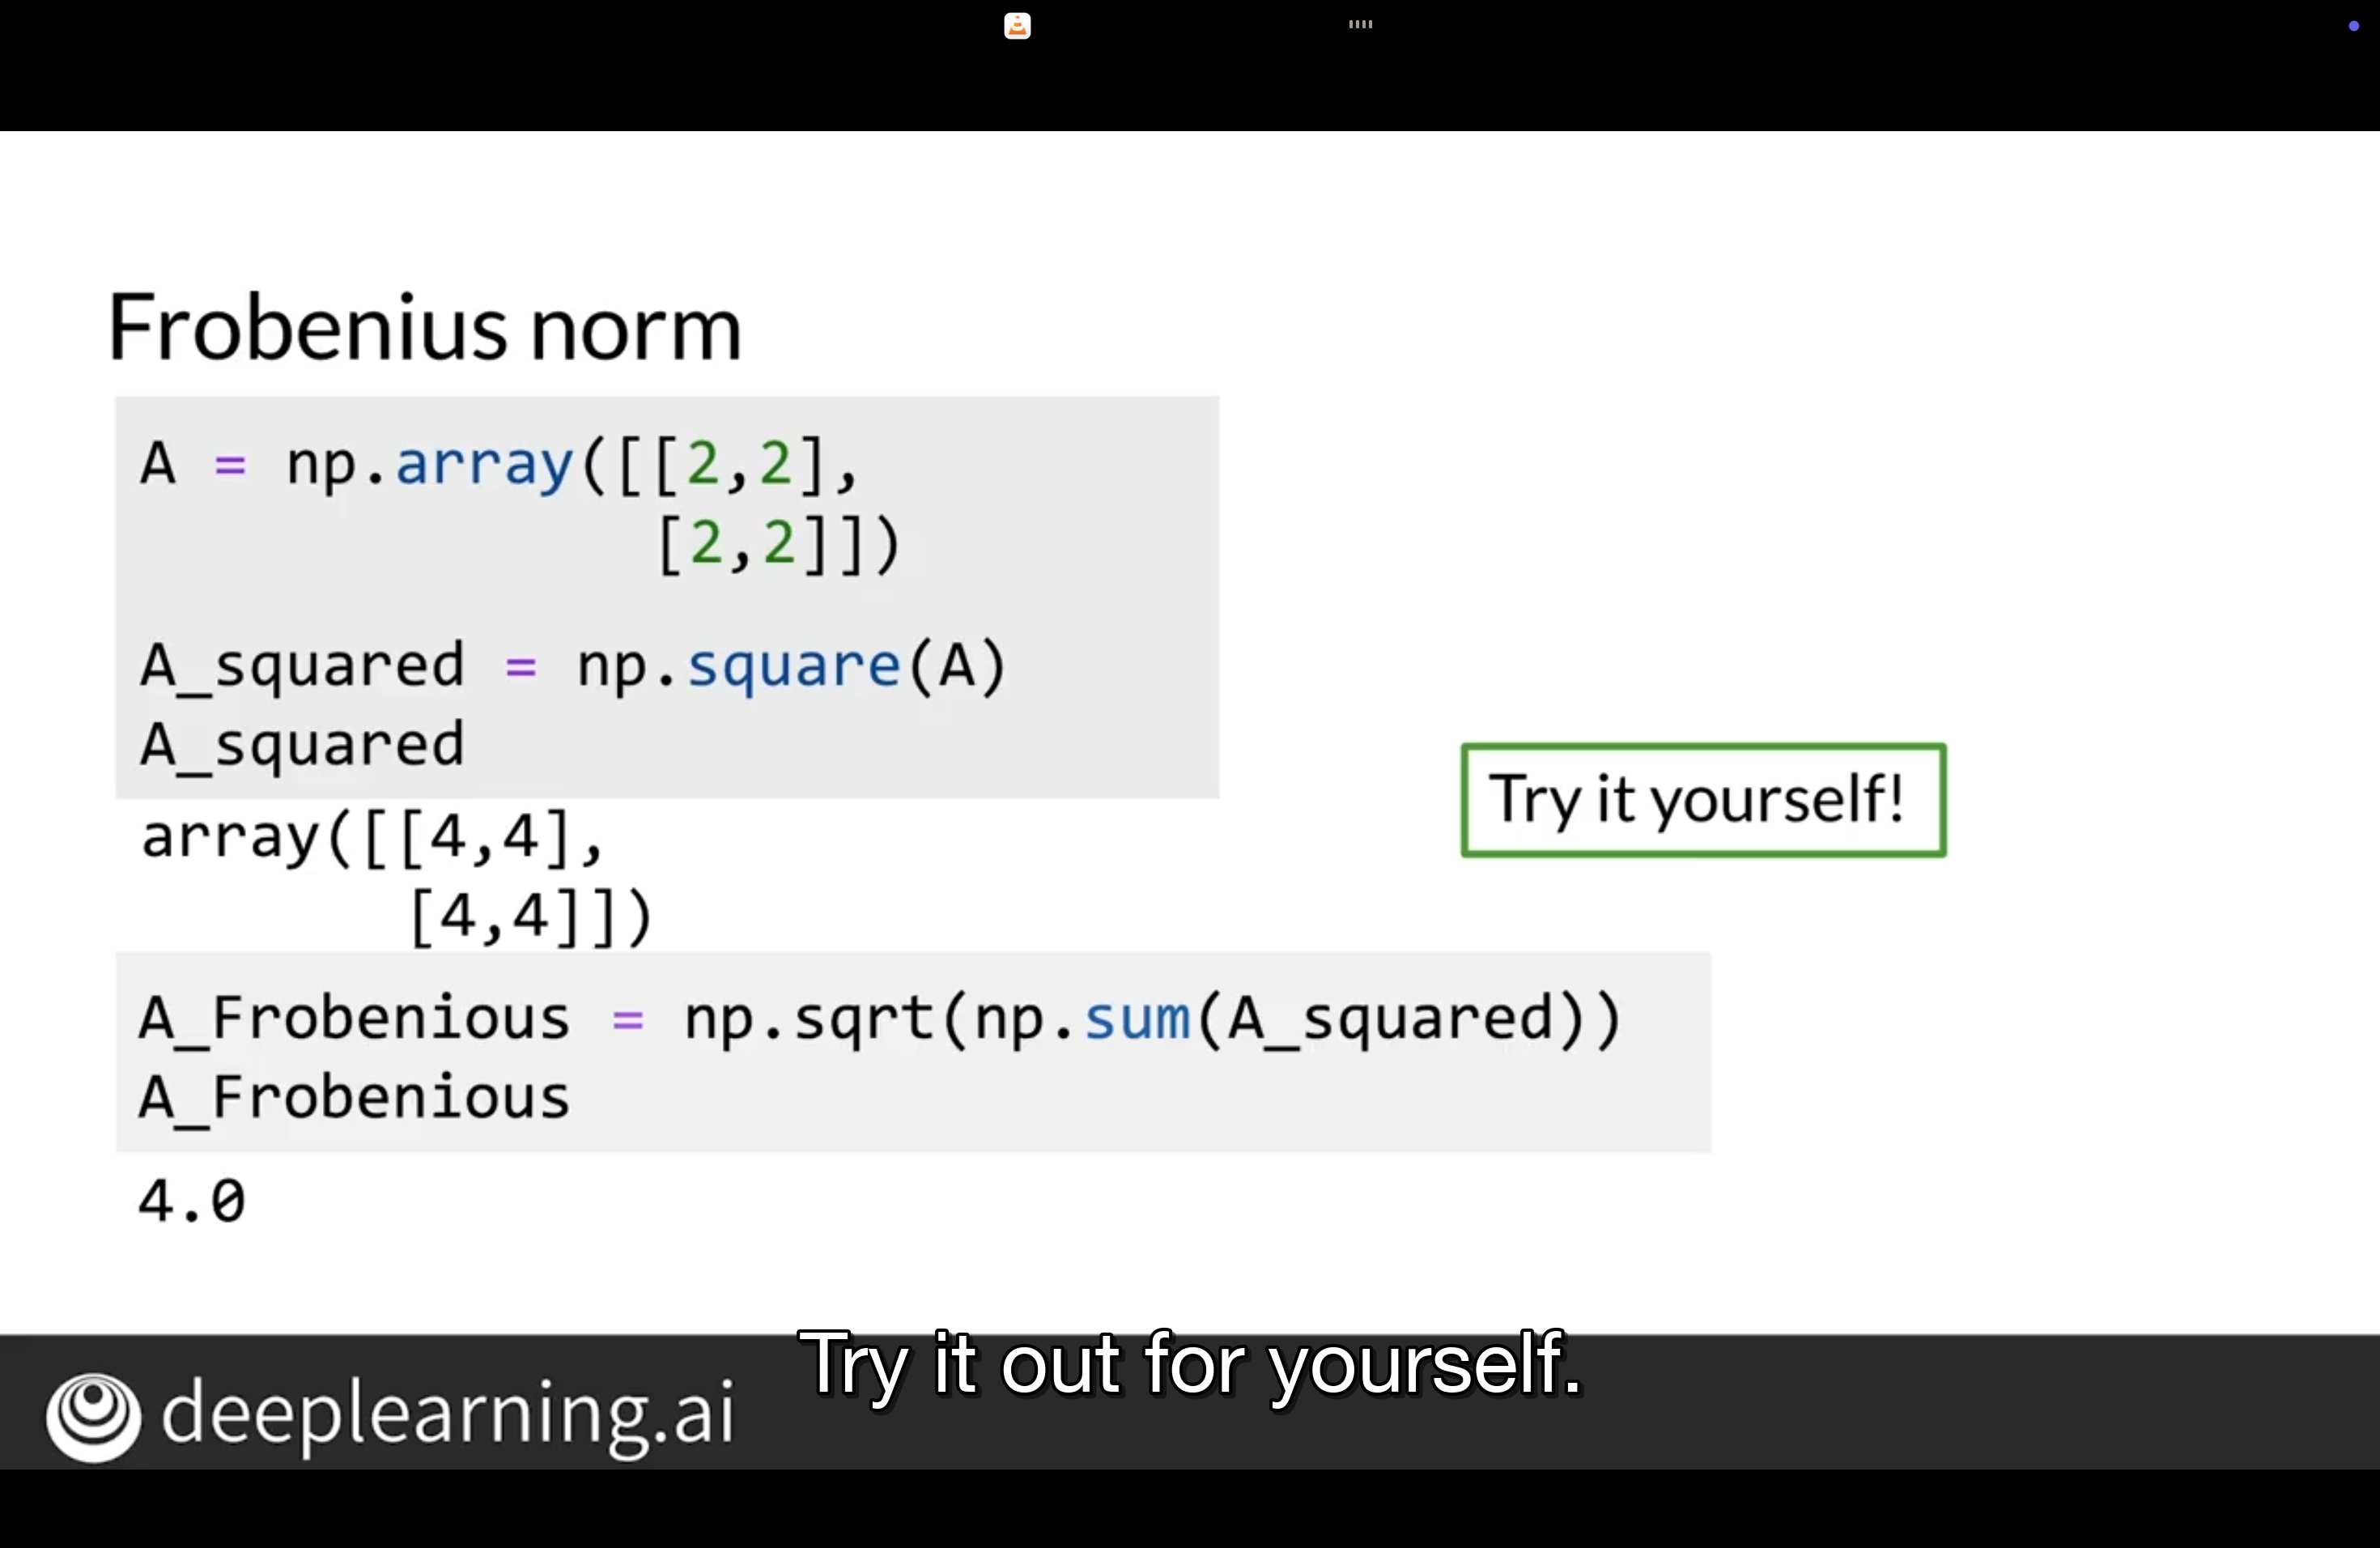 Frobenius norm
A = np.array([[2,2],
[2,2]])
A_squared = np.square(A)
A_squared
array([[4,4],
[4,4]])
Try it yourself!
A_Frobenious = np.sqrt(np.sum(A_squared))
A_Frobenious
4.0
Try it out for yourself.
deeplearning.ai